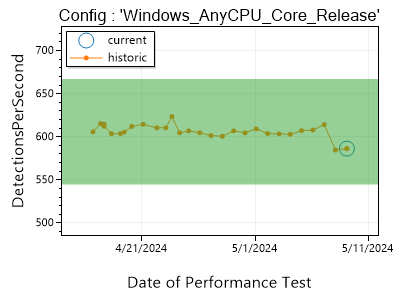 Config : 'Windows_AnyCPU_Core_Release'
current
historic
DetectionsPerSecond
700
650
600
550
500
4/21/2024
5/1/2024
5/11/2024
Date of Performance Test